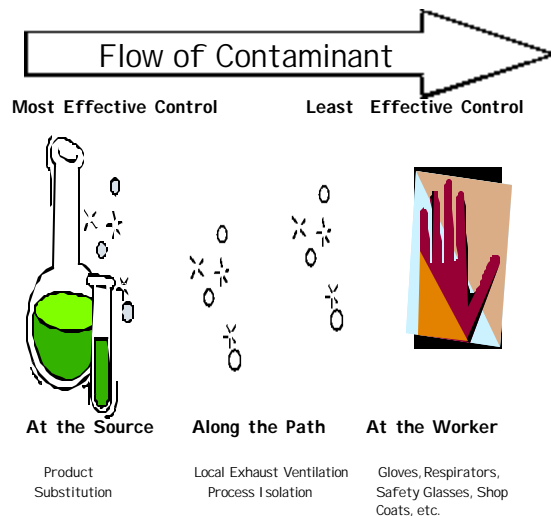 Flow of Contaminant
Most Effective Control
Least Effective Control
At the Source
Along the Path
At the Worker
Product
Substitution
Local Exhaust Ventilation
Process Isolation
Gloves, Respirators,
Safety Glasses, Shop
Coats, etc.